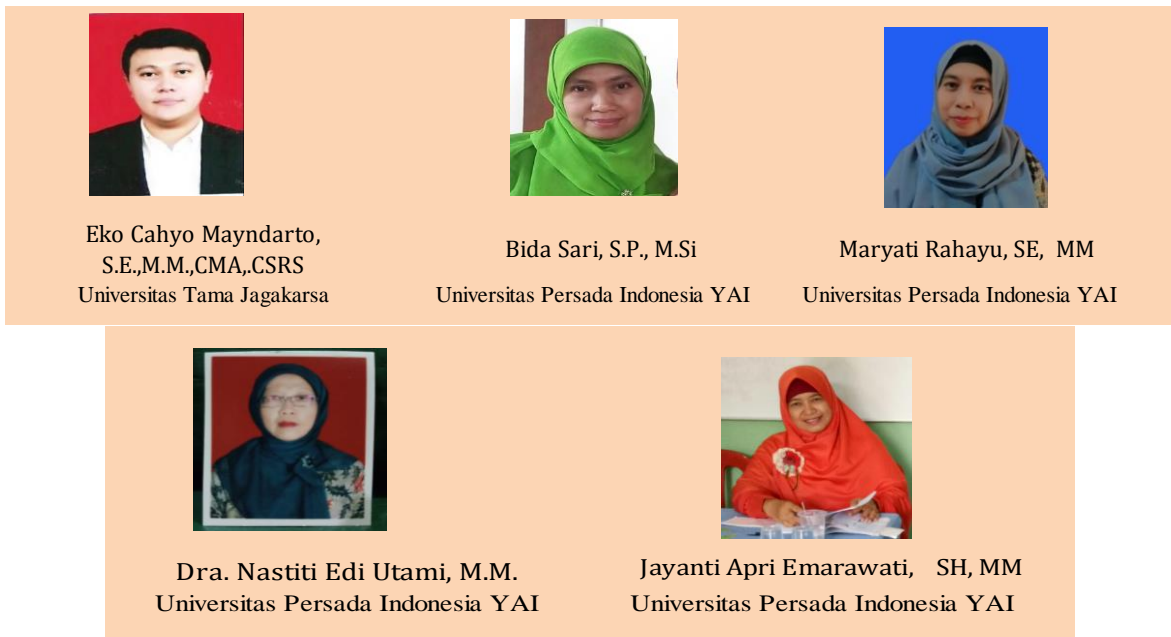 Eko Cahyo Mayndarto,
S.E.,M.M.,CMA,.CSRS
Universitas Tama Jagakarsa
Bida Sari, S.P., M.Si
Universitas Persada Indonesia YAI
Maryati Rahayu, SE, MM
Universitas Persada Indonesia YAI
Dra. Nastiti Edi Utami, M.M.
Universitas Persada Indonesia YAI
Jayanti Apri Emarawati, SH, MM
Universitas Persada Indonesia YAI